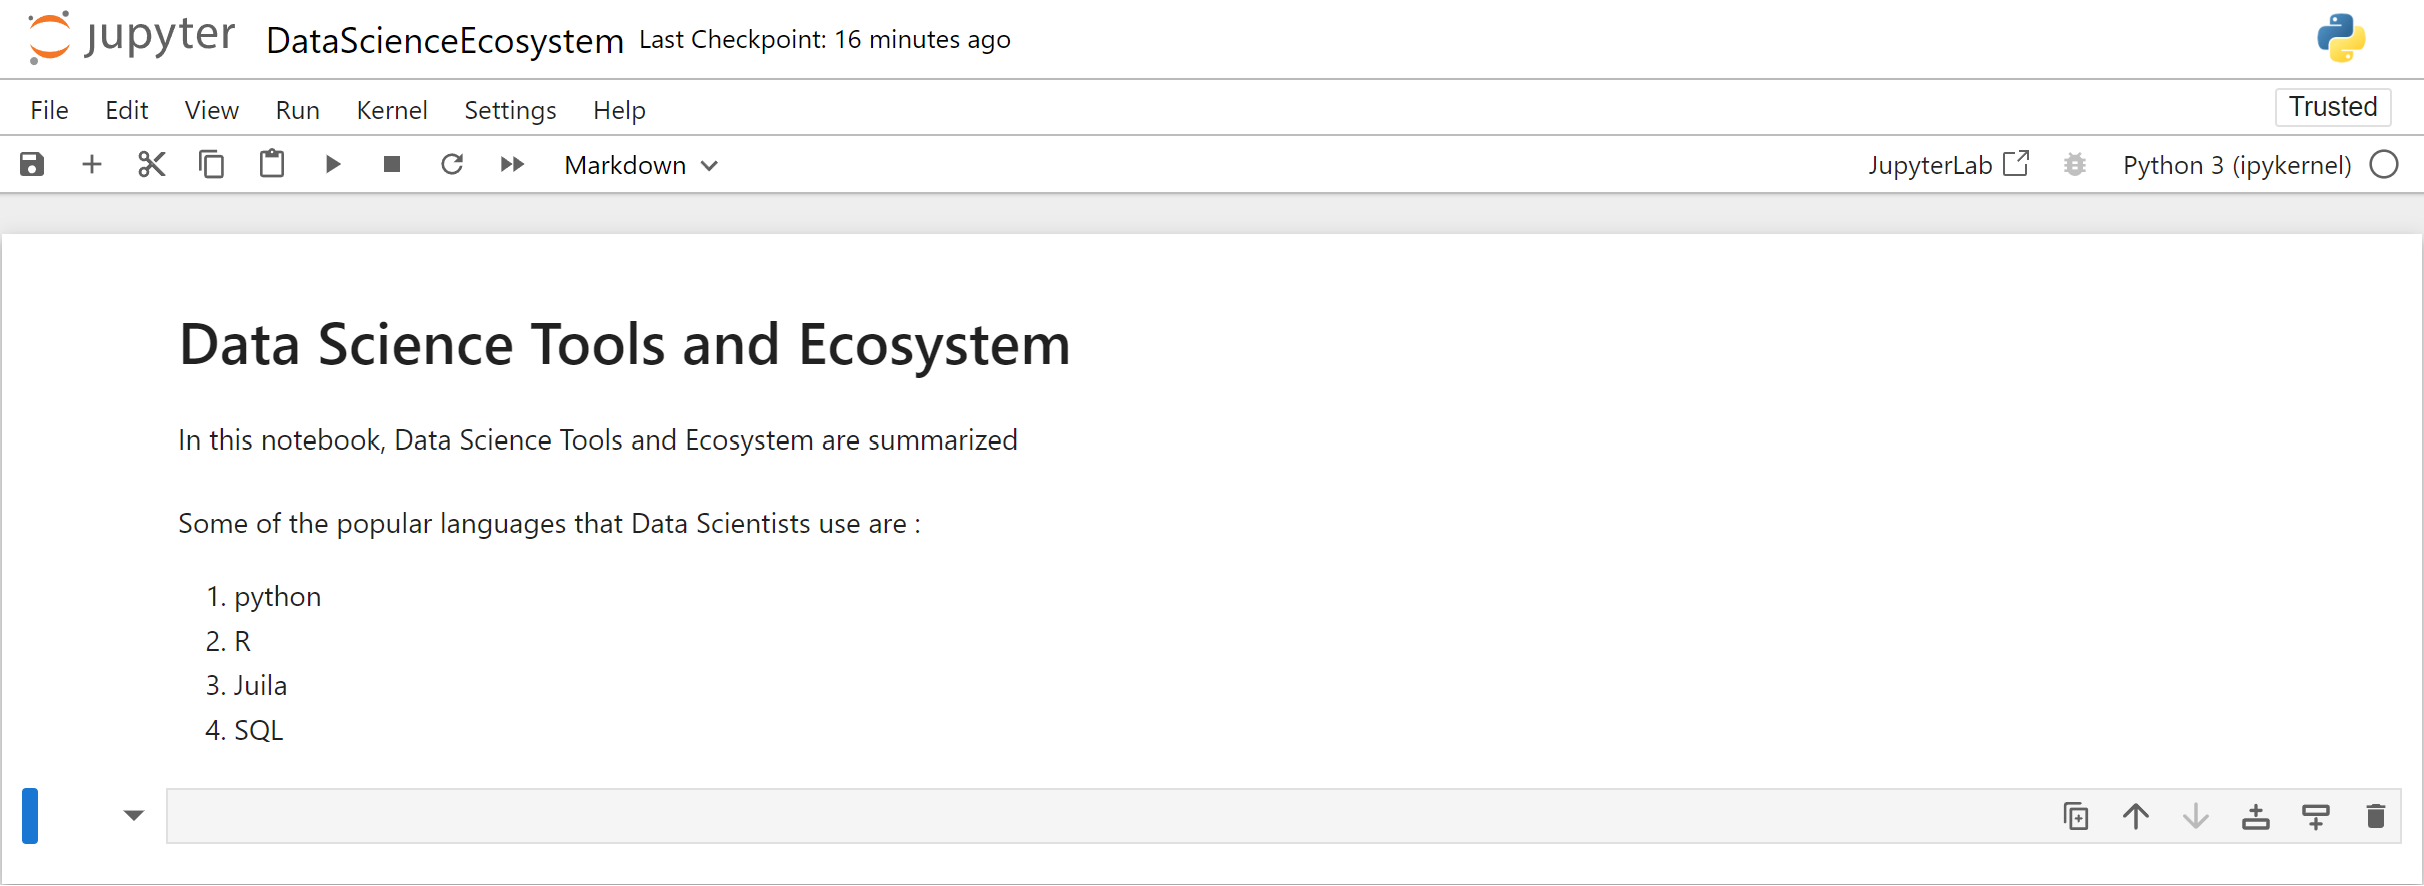 jupyter DataScienceEcosystem Last Checkpoint: 16 minutes ago
File Edit View Run Kernel Settings Help Trusted
Markdown JupyterLab Python 3 (ipykernel)
Data Science Tools and Ecosystem
In this notebook, Data Science Tools and Ecosystem are summarized
Some of the popular languages that Data Scientists use are :
1. python
2. R
3. Juila
4. SQL